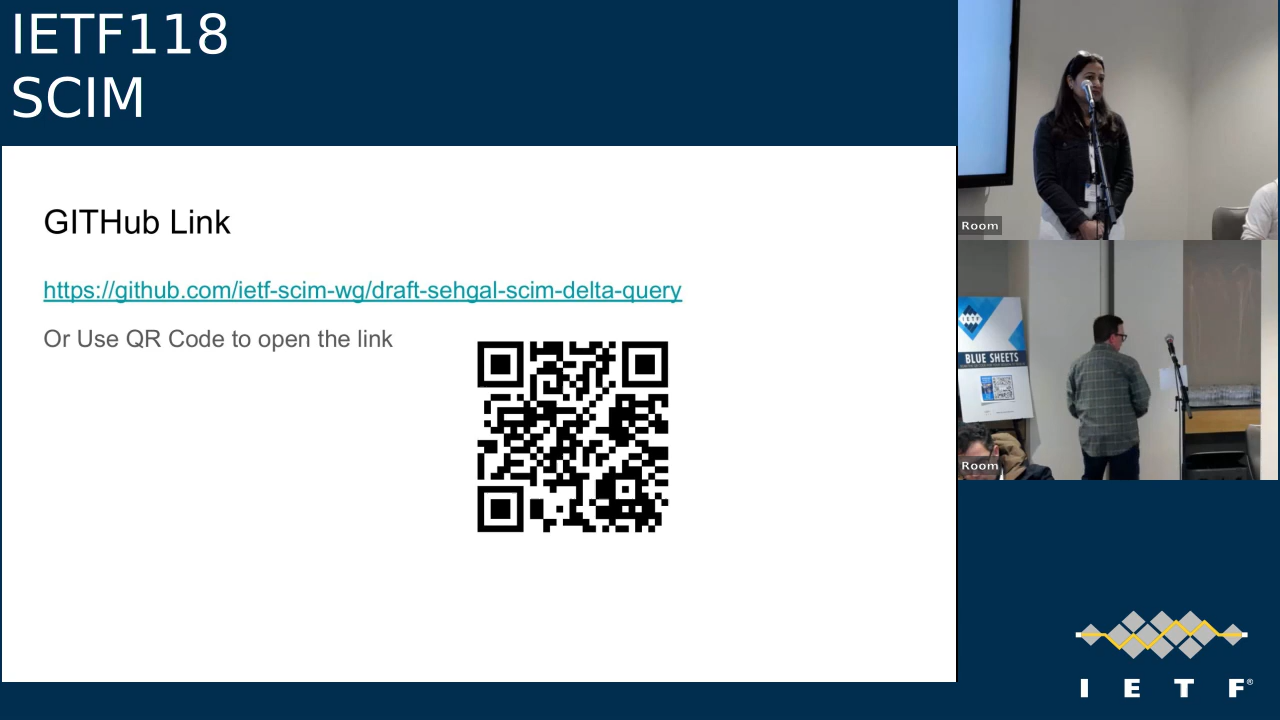 IETF118
SCIM
GITHub Link
https://github.com/ietf-scim-wg/draft-sehgal-scim-delta-query
Or Use QR Code to open the link
Room
IETF
BLUE SHEETS
Room
I E T F®